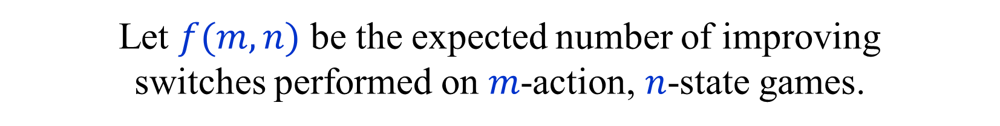 Let f(m, n) be the expected number of improving
switches performed on m-action, n-state games.